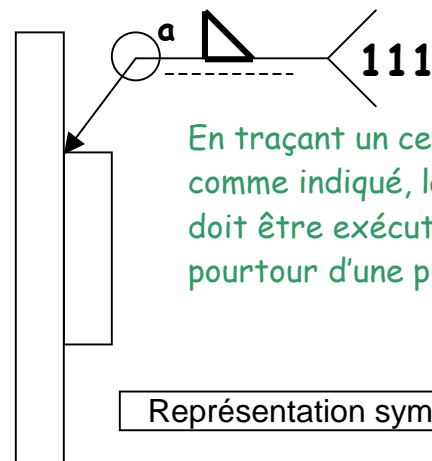 a
111
En traçant un ce
comme indiqué, l
doit être exécut
pourtour d'une p
Représentation sym